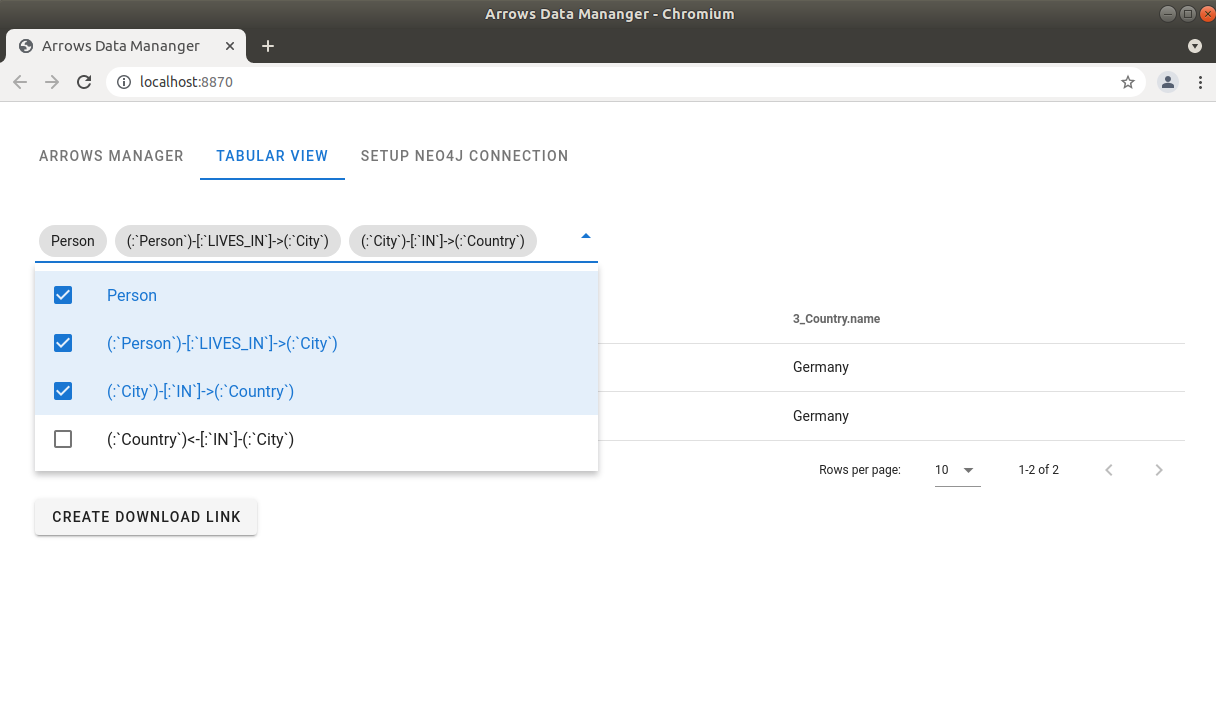 Arrows Data Mananger - Chromium
Arrows Data Mananger
localhost:8870
ARROWS MANAGER TABULAR VIEW SETUP NEO4J CONNECTION
Person (:`Person`)-[:`LIVES_IN`]->(:`City`) (:`City`)-[:`IN`]->(:`Country`)
Person
(:`Person`)-[:`LIVES_IN`]->(:`City`)
(:`City`)-[:`IN`]->(:`Country`)
(:`Country`)<-[:`IN`]-(:`City`)
3_Country.name
Germany
Germany
Rows per page: 10 1-2 of 2
CREATE DOWNLOAD LINK